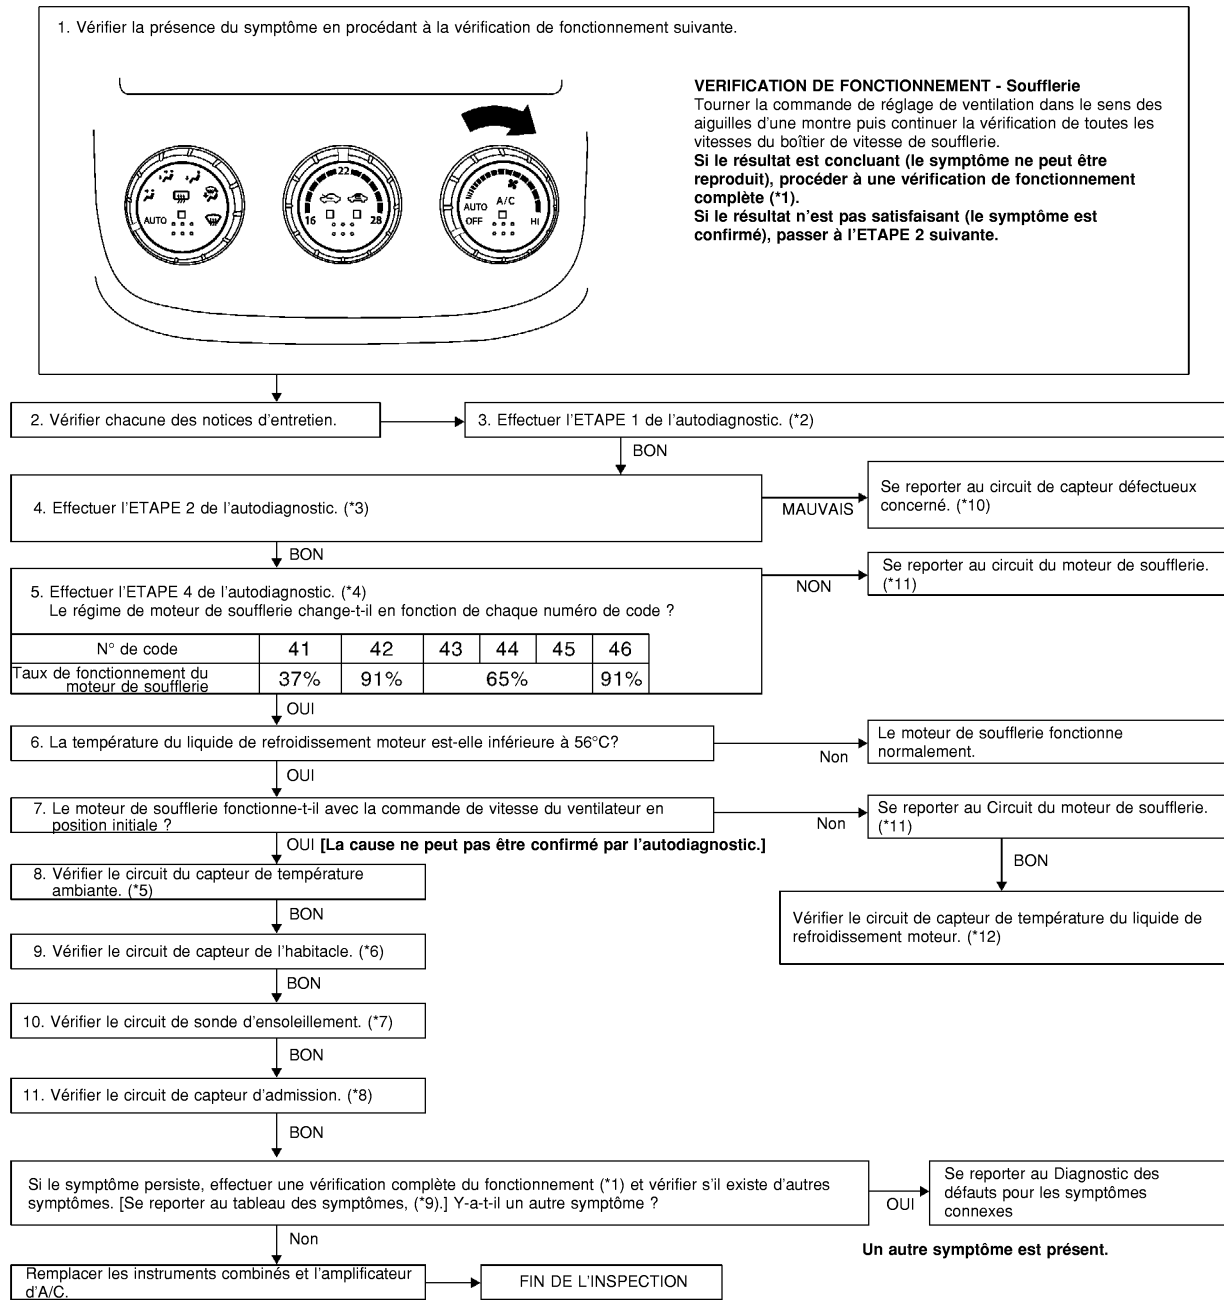 1. Vérifier la présence du symptôme en procédant à la vérification de fonctionnement suivante.
VERIFICATION DE FONCTIONNEMENT - Soufflerie
Tourner la commande de réglage de ventilation dans le sens des
aiguilles d'une montre puis continuer la vérification de toutes les
vitesses du boîtier de vitesse de soufflerie.
Si le résultat est concluant (le symptôme ne peut être
reproduit), procéder à une vérification de fonctionnement
complète (*1).
Si le résultat n'est pas satisfaisant (le symptôme est
confirmé), passer à l'ETAPE 2 suivante.
AUTO
22
16 28
A/C
AUTO
OFF HI
2. Vérifier chacune des notices d'entretien.
3. Effectuer l'ETAPE 1 de l'autodiagnostic. (*2)
BON
4. Effectuer l'ETAPE 2 de l'autodiagnostic. (*3)
MAUVAIS
Se reporter au circuit de capteur défectueux
concerné. (*10)
BON
5. Effectuer l'ETAPE 4 de l'autodiagnostic. (*4)
Le régime de moteur de soufflerie change-t-il en fonction de chaque numéro de code ?
N° de code 41 42 43 44 45 46
Taux de fonctionnement du
moteur de soufflerie 37% 91% 65% 91%
NON
Se reporter au circuit du moteur de soufflerie.
(*11)
OUI
6. La température du liquide de refroidissement moteur est-elle inférieure à 56°C?
Non
Le moteur de soufflerie fonctionne
normalement.
OUI
7. Le moteur de soufflerie fonctionne-t-il avec la commande de vitesse du ventilateur en
position initiale ?
Non
Se reporter au Circuit du moteur de soufflerie.
(*11)
BON
Vérifier le circuit de capteur de température du liquide de
refroidissement moteur. (*12)
OUI [La cause ne peut pas être confirmé par l'autodiagnostic.]
8. Vérifier le circuit du capteur de température
ambiante. (*5)
BON
9. Vérifier le circuit de capteur de l'habitacle. (*6)
BON
10. Vérifier le circuit de sonde d'ensoleillement. (*7)
BON
11. Vérifier le circuit de capteur d'admission. (*8)
BON
Si le symptôme persiste, effectuer une vérification complète du fonctionnement (*1) et vérifier s'il existe d'autres
symptômes. [Se reporter au tableau des symptômes, (*9).] Y-a-t-il un autre symptôme ?
OUI
Se reporter au Diagnostic des
défauts pour les symptômes
connexes
Un autre symptôme est présent.
Non
Remplacer les instruments combinés et l'amplificateur
d'A/C.
FIN DE L'INSPECTION